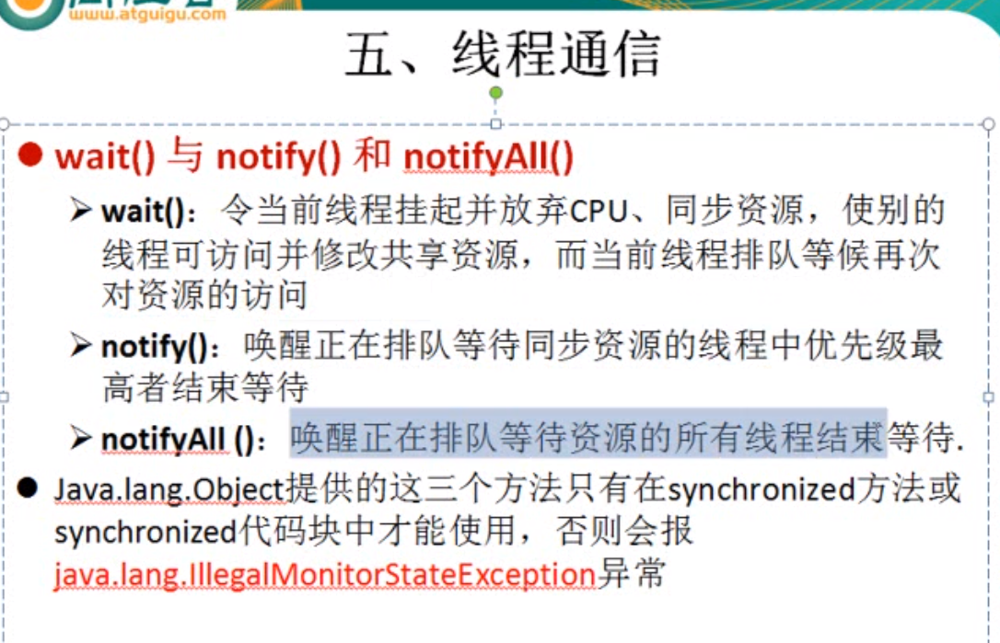 www.atguigu.com
五、线程通信
wait() 与 notify() 和 notifyAll()
wait()：令当前线程挂起并放弃CPU、同步资源，使别的
线程可访问并修改共享资源，而当前线程排队等候再次
对资源的访问
notify()：唤醒正在排队等待同步资源的线程中优先级最
高者结束等待
notifyAll ()：唤醒正在排队等待资源的所有线程结束等待.
Java.lang.Object提供的这三个方法只有在synchronized方法或
synchronized代码块中才能使用，否则会报
java.lang.IllegalMonitorStateException异常